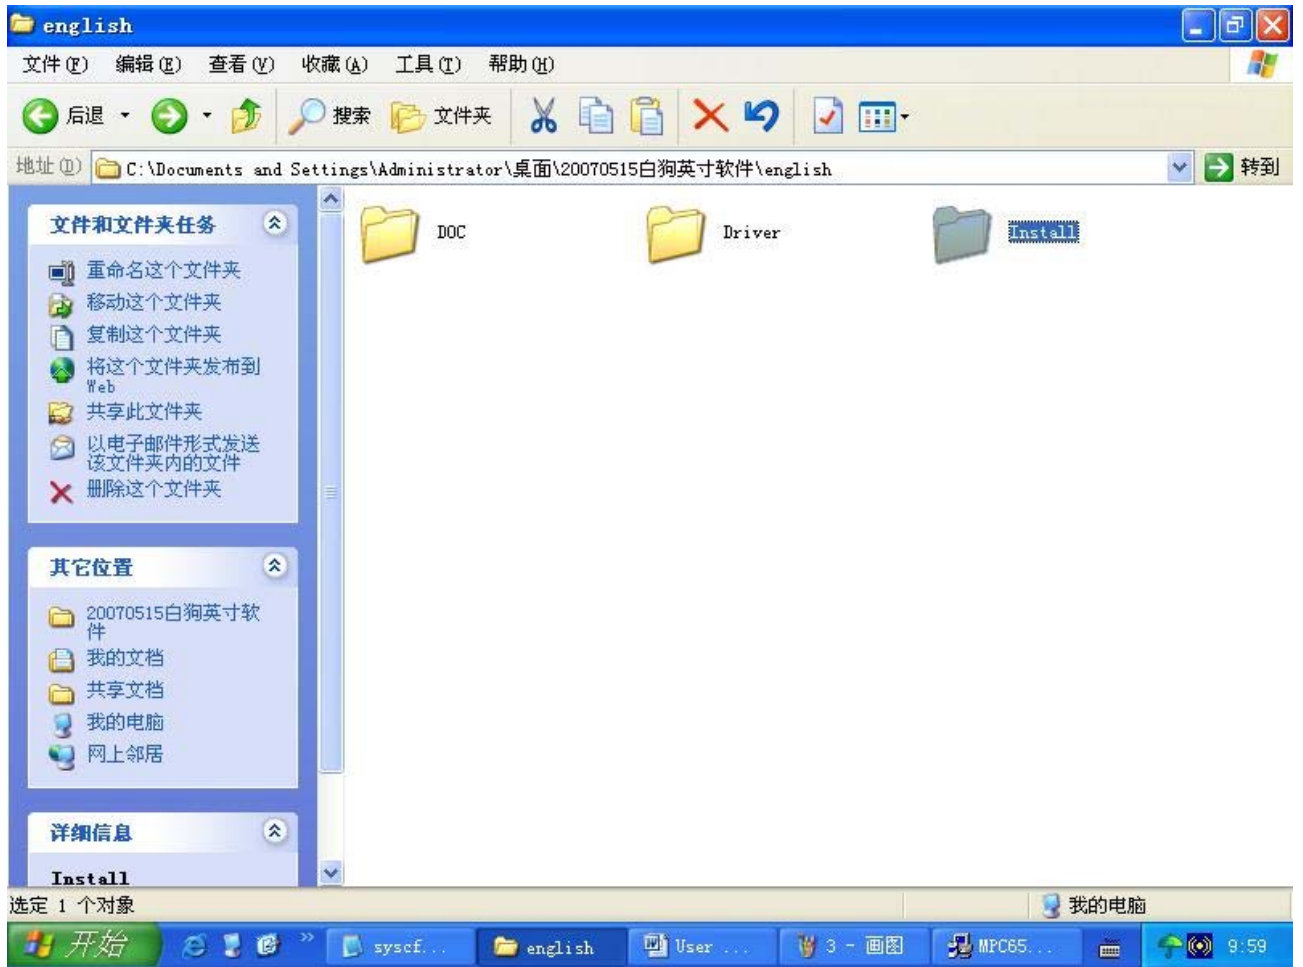 english
文件(F) 编辑(E) 查看(V) 收藏(A) 工具(T) 帮助(H)
后退 搜索 文件夹
地址(D) C:\Documents and Settings\Administrator\桌面\20070515白狗英寸软件\english 转到
文件和文件夹任务
重命名这个文件夹
移动这个文件夹
复制这个文件夹
将这个文件夹发布到
Web
共享此文件夹
以电子邮件形式发送
该文件夹内的文件
删除这个文件夹
其它位置
20070515白狗英寸软
件
我的文档
共享文档
我的电脑
网上邻居
详细信息
Install
DOC Driver Install
选定 1 个对象 我的电脑
开始 » syscf... english User ... 3 - 画图 MPC65... 9:59